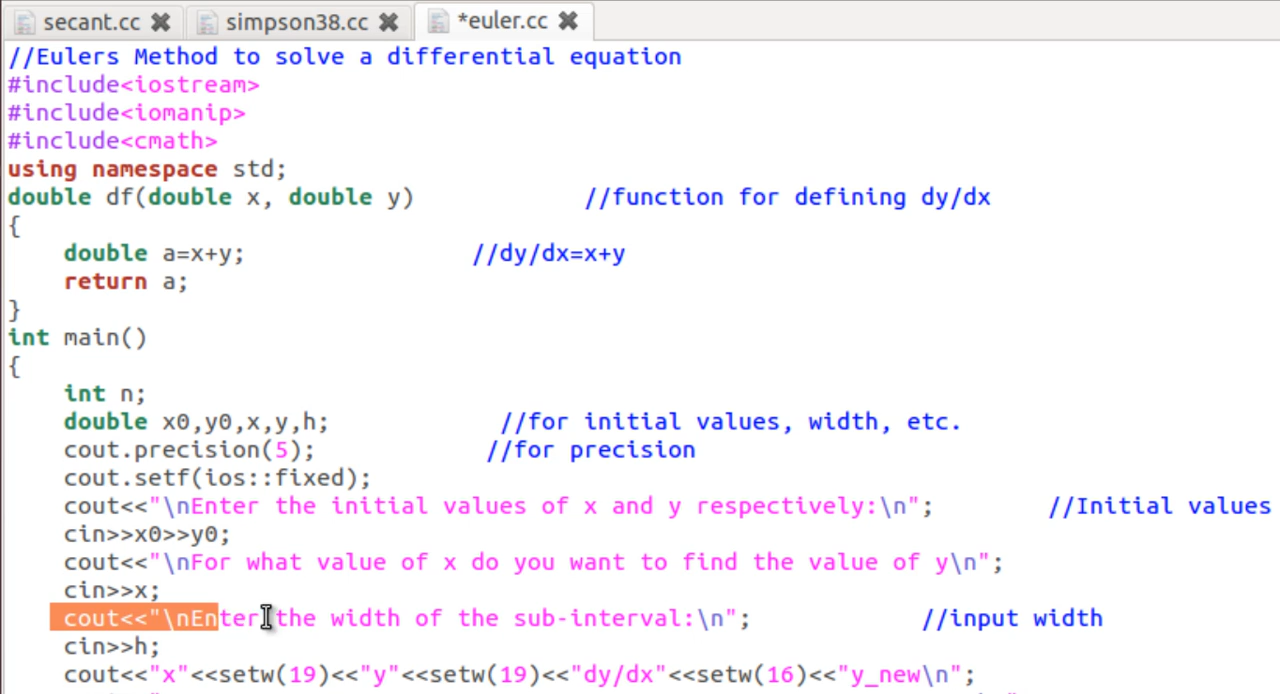 secant.cc simpson38.cc *euler.cc
//Eulers Method to solve a differential equation
#include<iostream>
#include<iomanip>
#include<cmath>
using namespace std;
double df(double x, double y) //function for defining dy/dx
{
double a=x+y; //dy/dx=x+y
return a;
}
int main()
{
int n;
double x0,y0,x,y,h; //for initial values, width, etc.
cout.precision(5); //for precision
cout.setf(ios::fixed);
cout<<"\nEnter the initial values of x and y respectively:\n"; //Initial values
cin>>x0>>y0;
cout<<"\nFor what value of x do you want to find the value of y\n";
cin>>x;
cout<<"\nEnter the width of the sub-interval:\n"; //input width
cin>>h;
cout<<"x"<<setw(19)<<"y"<<setw(19)<<"dy/dx"<<setw(16)<<"y_new\n";